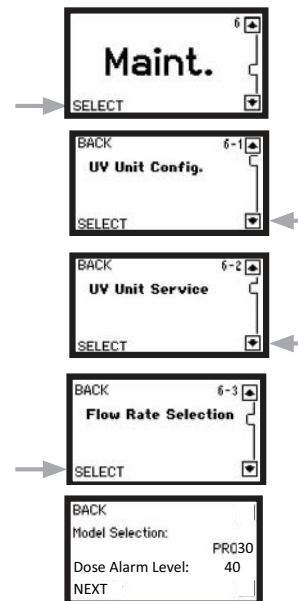 6
Maint.
SELECT
BACK 6-1
UV Unit Config.
SELECT
BACK 6-2
UV Unit Service
SELECT
BACK 6-3
Flow Rate Selection
SELECT
BACK
Model Selection:
PRO30
Dose Alarm Level: 40
NEXT